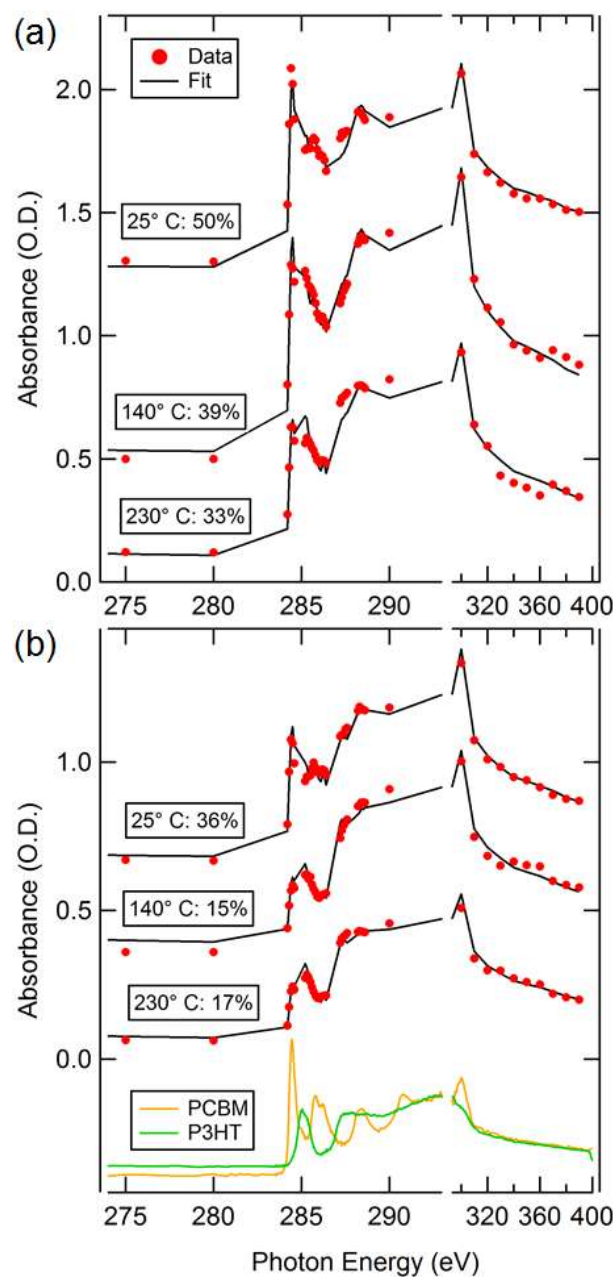 (a)
Data
Fit
2.0
1.5
1.0
0.5
0.0
Absorbance (O.D.)
25° C: 50%
140° C: 39%
230° C: 33%
275 280 285 290 320 360 400
(b)
1.0
0.5
0.0
Absorbance (O.D.)
25° C: 36%
140° C: 15%
230° C: 17%
PCBM
P3HT
275 280 285 290 320 360 400
Photon Energy (eV)